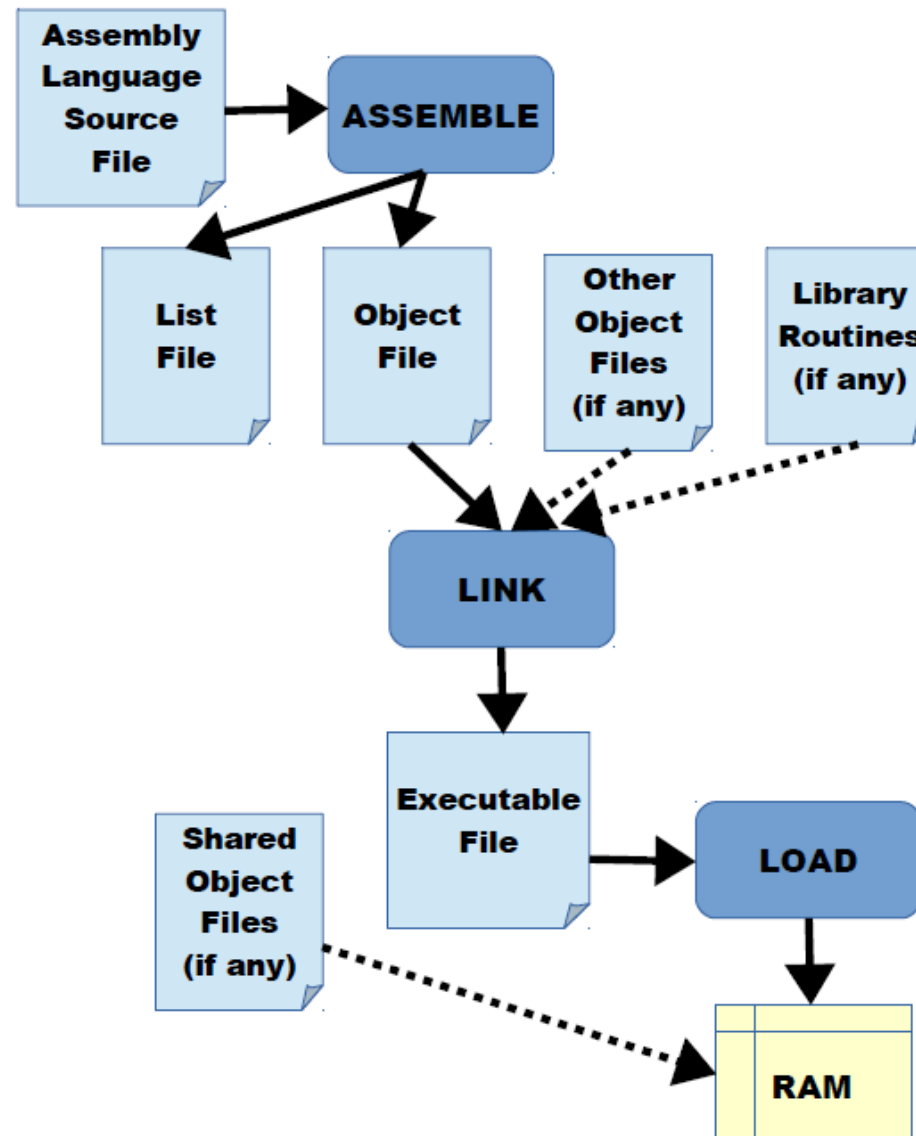 Assembly
Language
Source
File
ASSEMBLE
List
File
Object
File
Other
Object
Files
(if any)
Library
Routines
(if any)
LINK
Executable
File
Shared
Object
Files
(if any)
LOAD
RAM